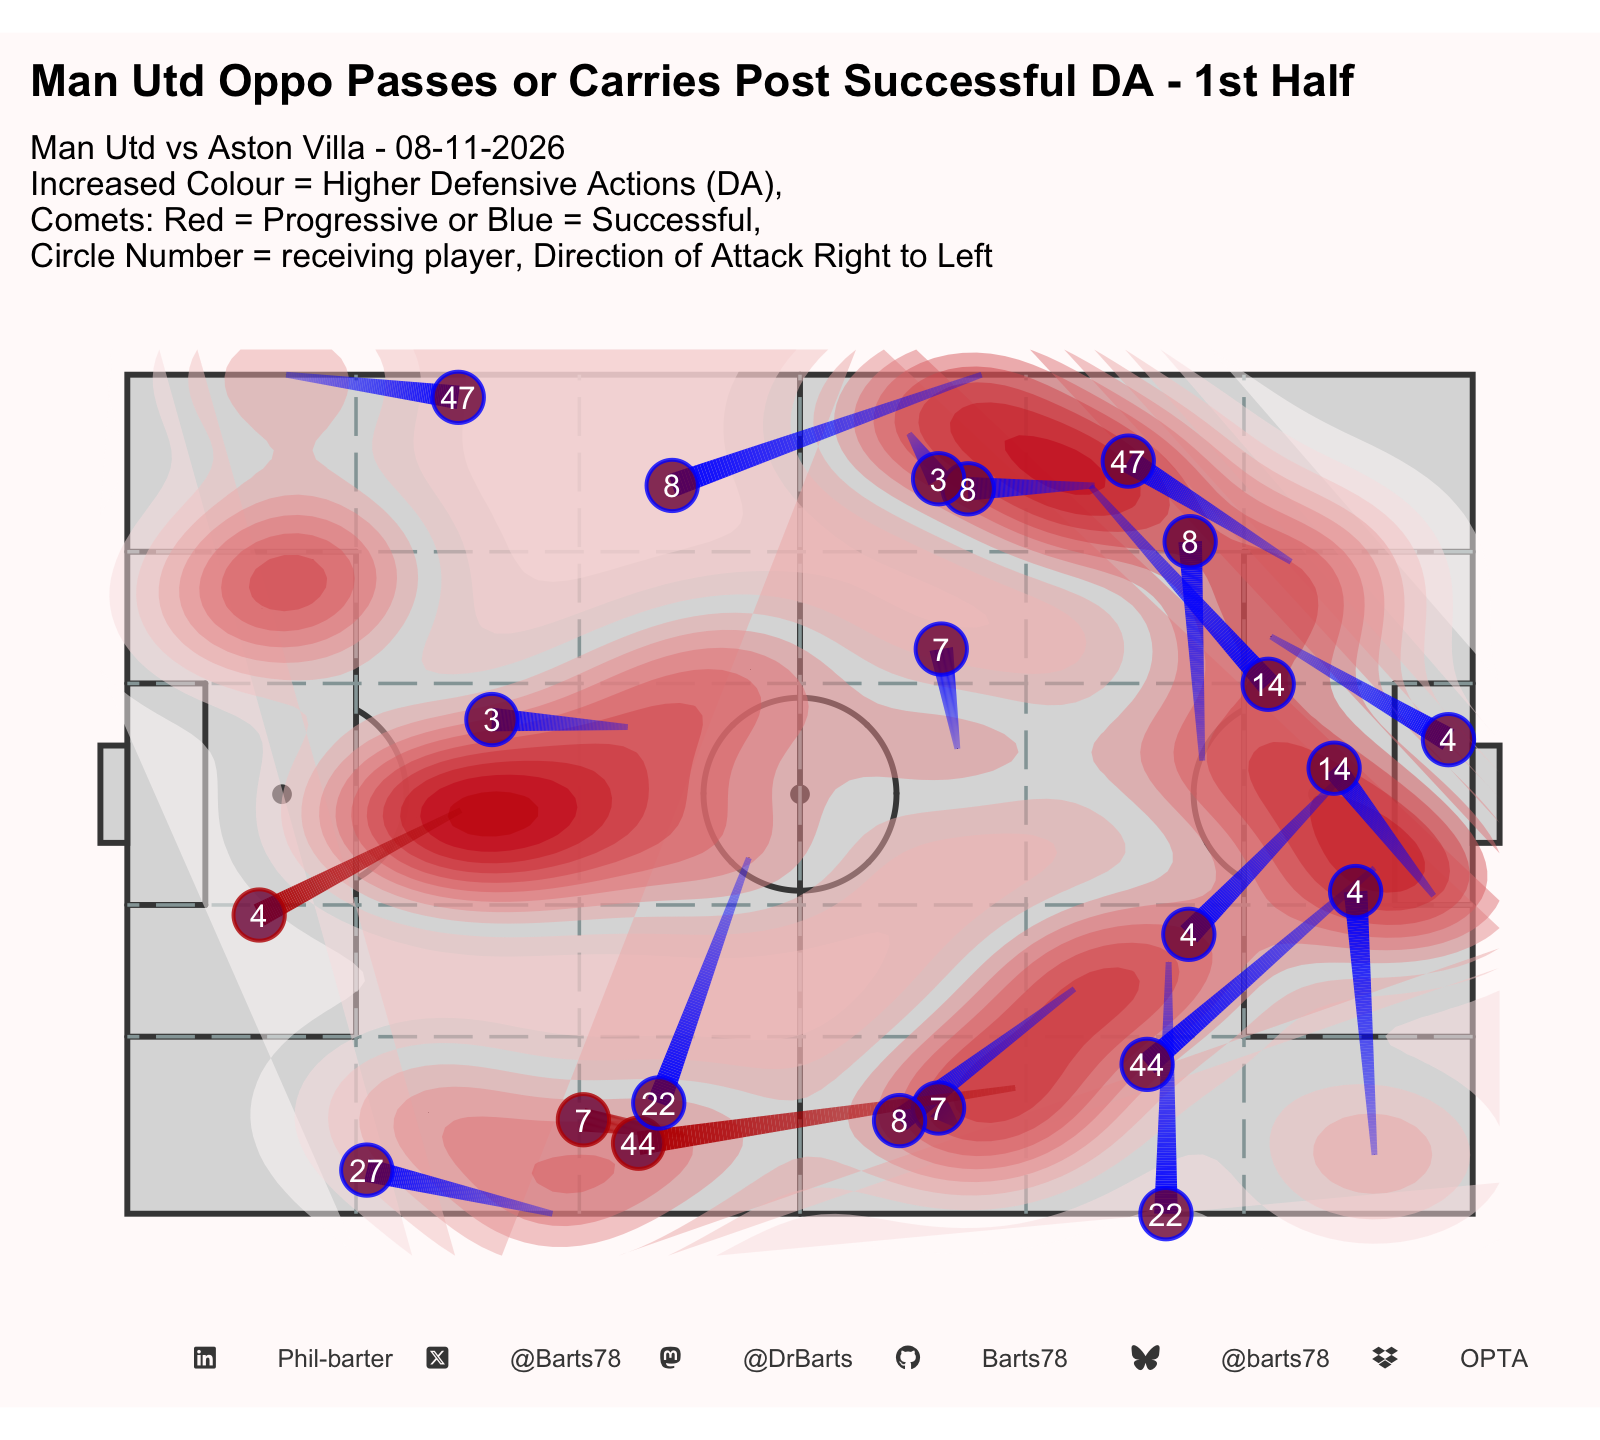 Man Utd Oppo Passes or Carries Post Successful DA - 1st Half
Man Utd vs Aston Villa - 08-11-2026
Increased Colour = Higher Defensive Actions (DA),
Comets: Red = Progressive or Blue = Successful,
Circle Number = receiving player, Direction of Attack Right to Left
47
8
3
8
47
8
7
14
3
4
14
4
4
4
44
22
7
8
7
44
27
22
Phil-barter
@Barts78
@DrBarts
Barts78
@barts78
OPTA